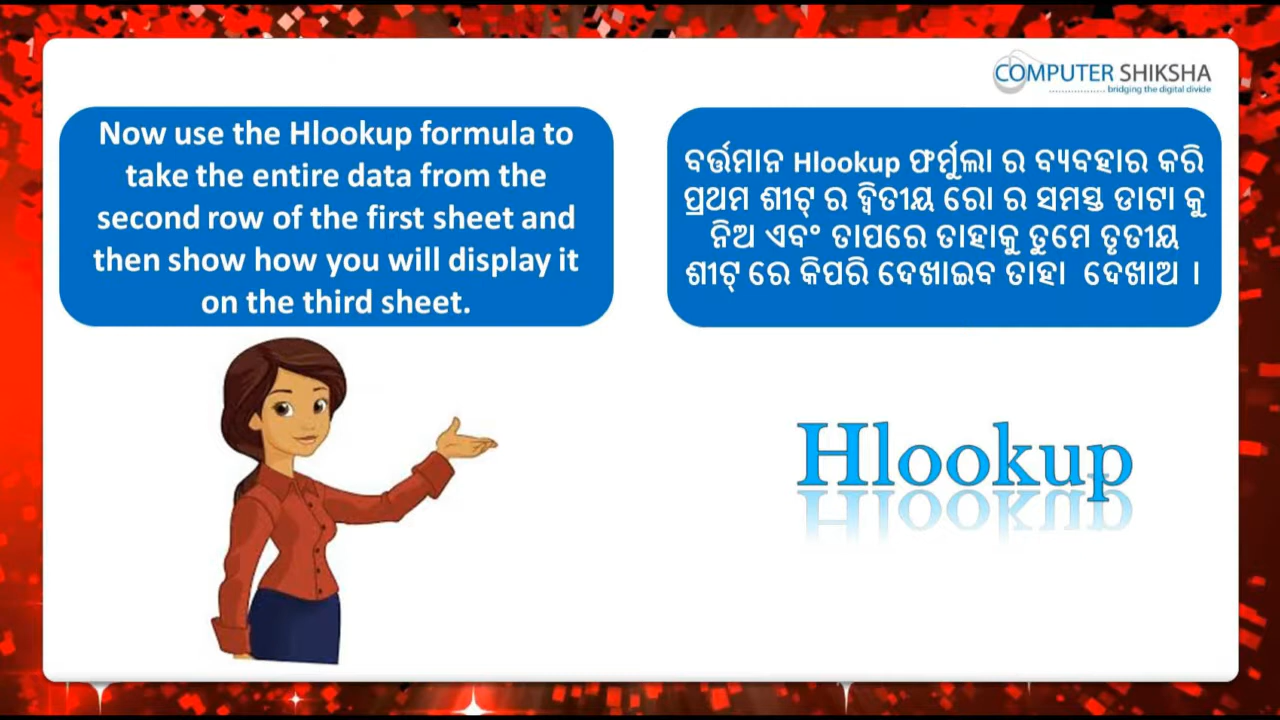 COMPUTER SHIKSHA
bridging the digital divide
Now use the Hlookup formula to
take the entire data from the
second row of the first sheet and
then show how you will display it
on the third sheet.
ବର୍ତ୍ତମାନ Hlookup ଫର୍ମୁଲା ର ବ୍ୟବହାର କରି
ପ୍ରଥମ ଶୀଟ୍ ର ଦ୍ୱିତୀୟ ରୋ ର ସମସ୍ତ ଡାଟା କୁ
ନିଅ ଏବଂ ତାପରେ ତାହାକୁ ତୁମେ ତୃତୀୟ
ଶୀଟ୍ ରେ କିପରି ଦେଖାଇବ ତାହା ଦେଖାଅ ।
Hlookup